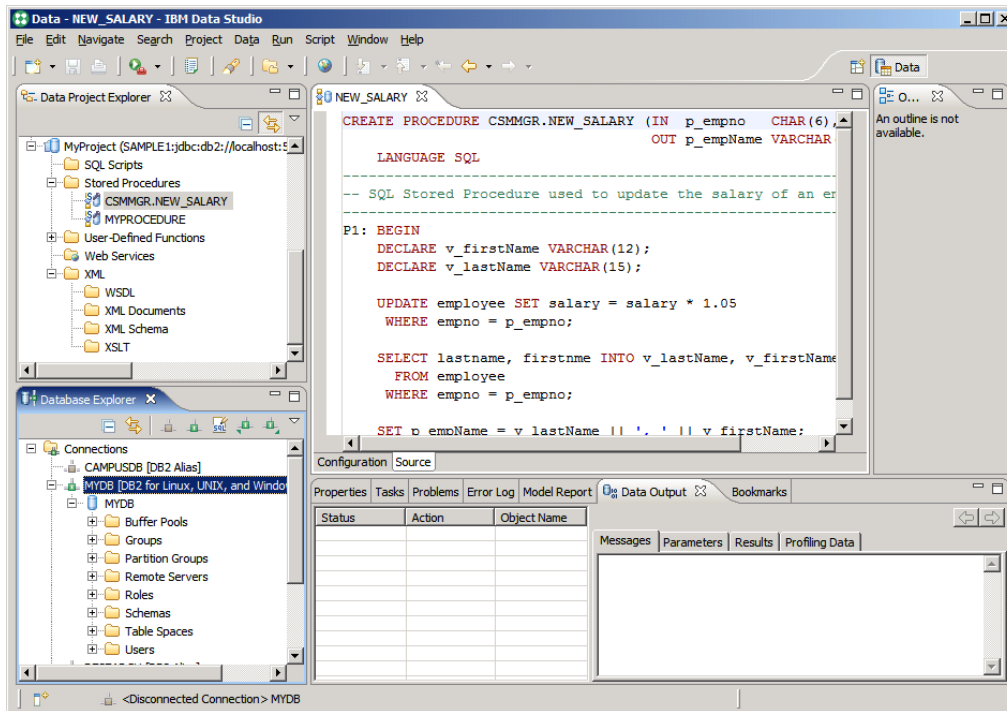 Data - NEW_SALARY - IBM Data Studio
File Edit Navigate Search Project Data Run Script Window Help
Data
Data Project Explorer
MyProject (SAMPLE1:jdbc:db2://localhost:5
SQL Scripts
Stored Procedures
CSMMGR.NEW_SALARY
MYPROCEDURE
User-Defined Functions
Web Services
XML
WSDL
XML Documents
XML Schema
XSLT
NEW_SALARY
CREATE PROCEDURE CSMMGR.NEW_SALARY (IN p_empno CHAR(6),
OUT p_empName VARCHAR(
LANGUAGE SQL
------------------------------------------------------------
-- SQL Stored Procedure used to update the salary of an em
------------------------------------------------------------
P1: BEGIN
DECLARE v_firstName VARCHAR(12);
DECLARE v_lastName VARCHAR(15);
UPDATE employee SET salary = salary * 1.05
WHERE empno = p_empno;
SELECT lastname, firstnme INTO v_lastName, v_firstName
FROM employee
WHERE empno = p_empno;
SET p_empName = v_lastName || ', ' || v_firstName;
Configuration Source
O...
An outline is not
available.
Database Explorer
Connections
CAMPUSDB [DB2 Alias]
MYDB [DB2 for Linux, UNIX, and Windo
MYDB
Buffer Pools
Groups
Partition Groups
Remote Servers
Roles
Schemas
Table Spaces
Users
Properties Tasks Problems Error Log Model Report Data Output Bookmarks
Status Action Object Name
Messages Parameters Results Profiling Data
<Disconnected Connection> MYDB